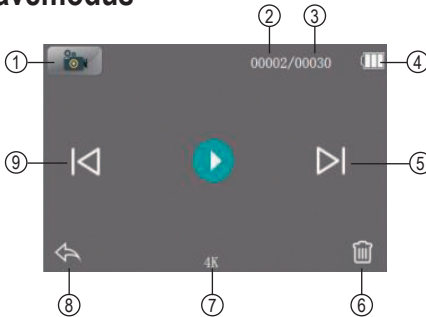 avemodus
② ③
① 00002/00030 ④
⑨ ⑤
4K
⑧ ⑦ ⑥